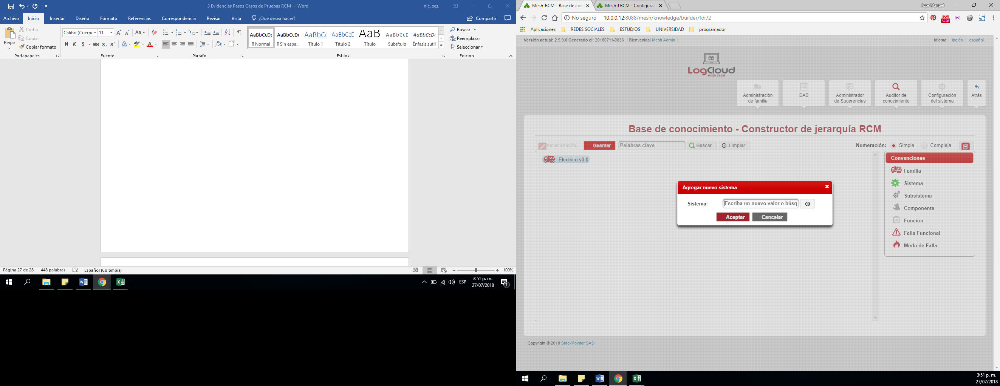 3 Evidencias Pasos Casos de Pruebas RCM - Word
Inic. ses.
Archivo Inicio Insertar Diseño Formato Referencias Correspondencia Revisar Vista ¿Qué desea hacer? Compartir
Pegar
Cortar
Copiar
Copiar formato
Portapapeles
Calibri (Cuerpo 11
Fuente
Párrafo
AaBbCcDc AaBbCcDc AaBbC( AaBbCcD AaB AaBbCcD AaBbCcDc
¶ Normal ¶ Sin espa... Título 1 Título 2 Título Subtítulo Énfasis sutil
Estilos
Buscar
Reemplazar
Seleccionar
Edición
Página 27 de 28 448 palabras Español (Colombia) 100%
ESP
3:51 p. m.
27/07/2018
1
Mesh-RCM - Base de con
Mesh-LRCM - Configurac
Jose Manuel
No seguro 10.0.0.12:8088/mesh/knowledge/builder/for/2
5228
Aplicaciones REDES SOCIALES ESTUDIOS UNIVERSIDAD programador
Versión actual: 2.5.0.0 Generado el: 20180711-0833 Bienvenido! Mesh Admin
Idioma: inglés español
LogCloud
MESH LRCM
Administración de familia
DAS
Administrador de Sugerencias
Auditor de conocimiento
Configuración del sistema
Atrás
Base de conocimiento - Constructor de jerarquía RCM
Iniciar edición Guardar Palabras clave Buscar Limpiar
Numeración: Simple Compleja
Electrico v0.0
Convenciones
Familia
Sistema
Subsistema
Componente
Función
Falla Funcional
Modo de Falla
Agregar nuevo sistema
Sistema: Escriba un nuevo valor o búsq
Aceptar Cancelar
Copyright © 2018 StackPointer SAS
3:51 p. m.
27/07/2018